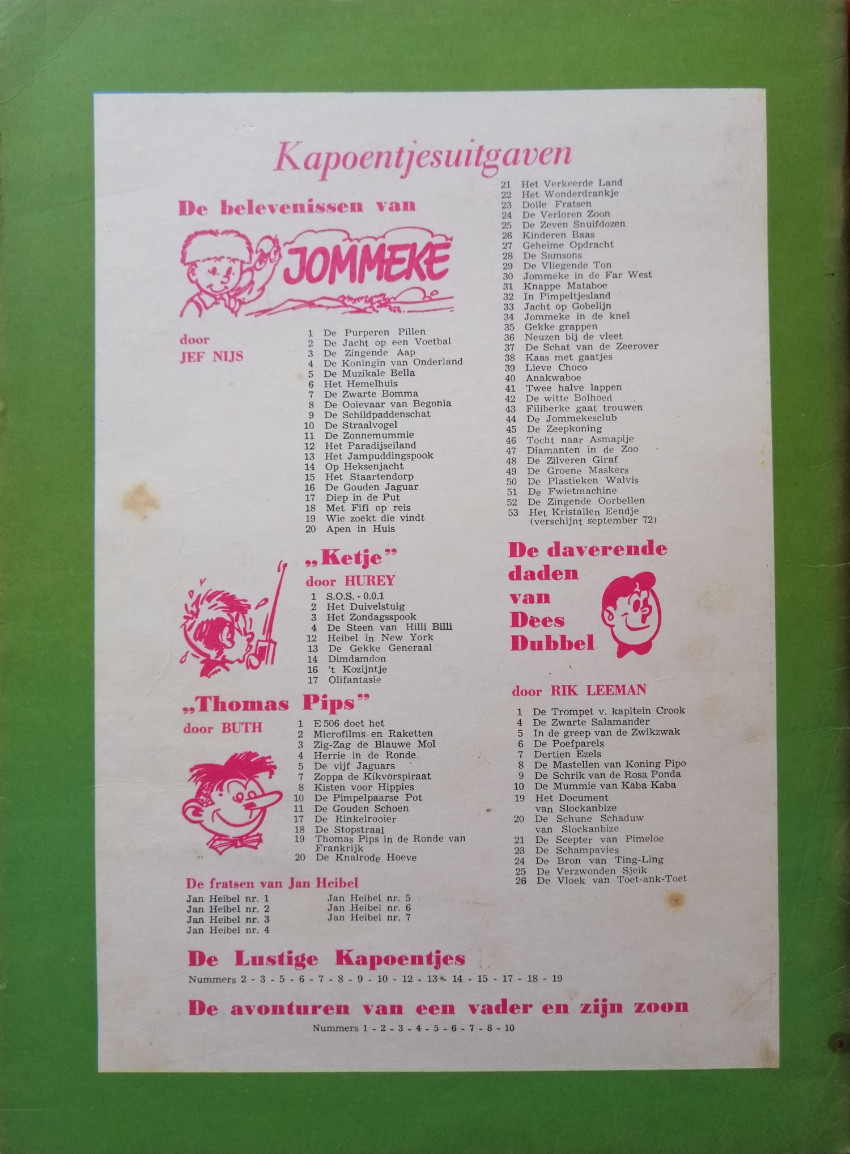 Kapoentjesuitgaven
De belevenissen van
JOMMEKE
door
JEF NIJS
1 De Purperen Pillen
2 De Jacht op een Voetbal
3 De Zingende Aap
4 De Koningin van Onderland
5 De Muzikale Bella
6 Het Hemelhuis
7 De Zwarte Bomma
8 De Ooievaar van Begonia
9 De Schildpaddenschat
10 De Straalvogel
11 De Zonnemummie
12 Het Paradijseiland
13 Het Jampuddingspook
14 Op Heksenjacht
15 Het Staartendorp
16 De Gouden Jaguar
17 Diep in de Put
18 Met Fifi op reis
19 Wie zoekt die vindt
20 Apen in Huis
21 Het Verkeerde Land
22 Het Wonderdrankje
23 Dolle Fratsen
24 De Verloren Zoon
25 De Zeven Snuifdozen
26 Kinderen Baas
27 Geheime Opdracht
28 De Samsons
29 De Vliegende Ton
30 Jommeke in de Far West
31 Knappe Mataboe
32 In Pimpeltjesland
33 Jacht op Gobelijn
34 Jommeke in de knel
35 Gekke grappen
36 Neuzen bij de vleet
37 De Schat van de Zeerover
38 Kaas met gaatjes
39 Lieve Choco
40 Anakwaboe
41 Twee halve lappen
42 De witte Bolhoed
43 Filiberke gaat trouwen
44 De Jommekesclub
45 De Zeepkoning
46 Tocht naar Asmapije
47 Diamanten in de Zoo
48 De Zilveren Giraf
49 De Groene Maskers
50 De Plastieken Walvis
51 De Fwietmachine
52 De Zingende Oorbellen
53 Het Kristallen Eendje
(verschijnt september 72)
„Ketje”
door HUREY
1 S.O.S. - 0.0.1
2 Het Duivelstuig
3 Het Zondagsspook
4 De Steen van Hilli Billi
12 Heibel in New York
13 De Gekke Generaal
14 Dimdamdon
16 't Kozijntje
17 Olifantasie
„Thomas Pips”
door BUTH
1 E 506 doet het
2 Microfilms en Raketten
3 Zig-Zag de Blauwe Mol
4 Herrie in de Ronde
5 De vijf Jaguars
7 Zoppa de Kikvorspiraat
8 Kisten voor Hippies
10 De Pimpelpaarse Pot
11 De Gouden Schoen
17 De Rinkelrooier
18 De Stopstraal
19 Thomas Pips in de Ronde van
Frankrijk
20 De Knalrode Hoeve
De daverende
daden
van
Dees
Dubbel
door RIK LEEMAN
1 De Trompet v. kapitein Crook
4 De Zwarte Salamander
5 In de greep van de Zwikzwak
6 De Poefparels
7 Dertien Ezels
8 De Mastellen van Koning Pipo
9 De Schrik van de Rosa Ponda
10 De Mummie van Kaba Kaba
19 Het Document
van Slockanbize
20 De Schune Schaduw
van Slockanbize
21 De Scepter van Pimeloe
23 De Schampavies
24 De Bron van Ting-Ling
25 De Verzwonden Sjeik
26 De Vloek van Toet-ank-Toet
De fratsen van Jan Heibel
Jan Heibel nr. 1
Jan Heibel nr. 2
Jan Heibel nr. 3
Jan Heibel nr. 4
Jan Heibel nr. 5
Jan Heibel nr. 6
Jan Heibel nr. 7
De Lustige Kapoentjes
Nummers 2 - 3 - 5 - 6 - 7 - 8 - 9 - 10 - 12 - 13 - 14 - 15 - 17 - 18 - 19
De avonturen van een vader en zijn zoon
Nummers 1 - 2 - 3 - 4 - 5 - 6 - 7 - 8 - 10